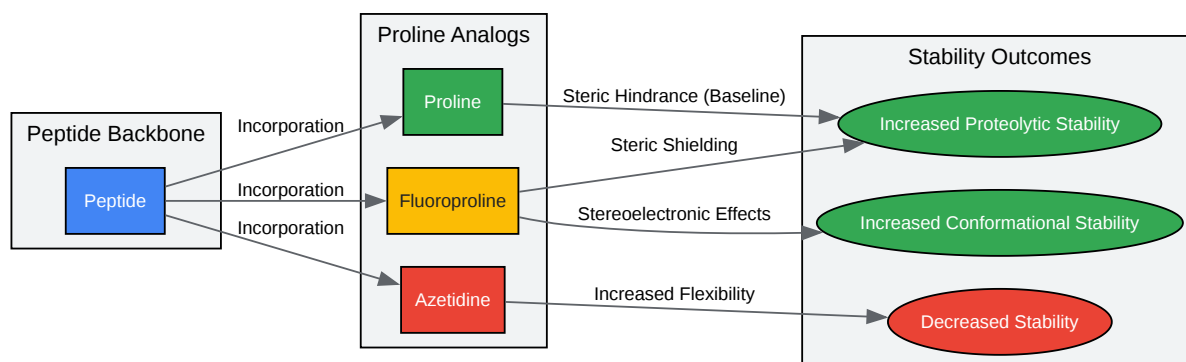 Peptide Backbone
Peptide
Incorporation
Incorporation
Incorporation
Proline Analogs
Proline
Fluoroproline
Azetidine
Steric Hindrance (Baseline)
Steric Shielding
Stereoelectronic Effects
Increased Flexibility
Stability Outcomes
Increased Proteolytic Stability
Increased Conformational Stability
Decreased Stability